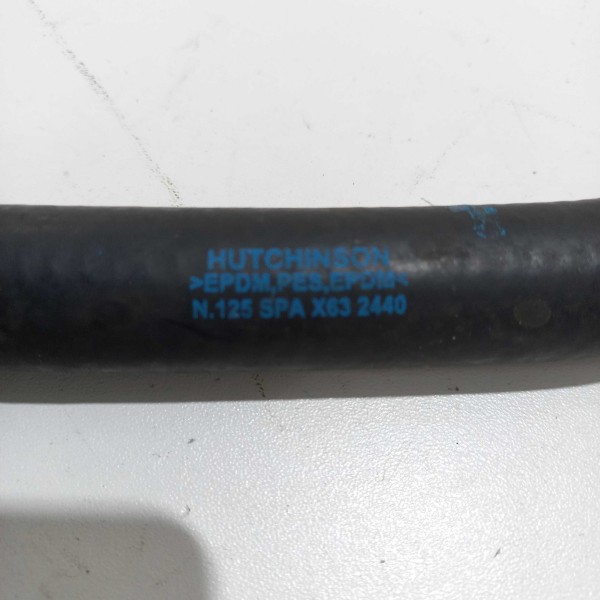 HUTCHINSON
>EPDM,PES,EPDM<
N.125 SPA X63 2440